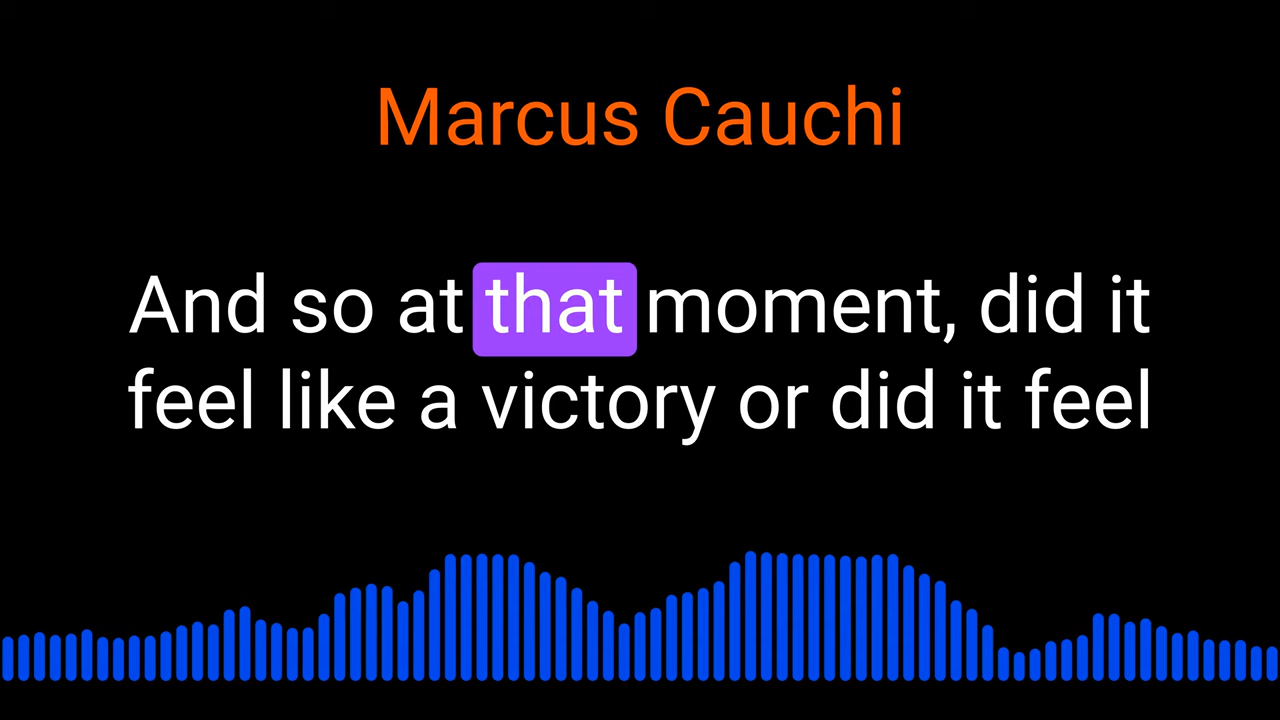 Marcus Cauchi
And so at that moment, did it
feel like a victory or did it feel